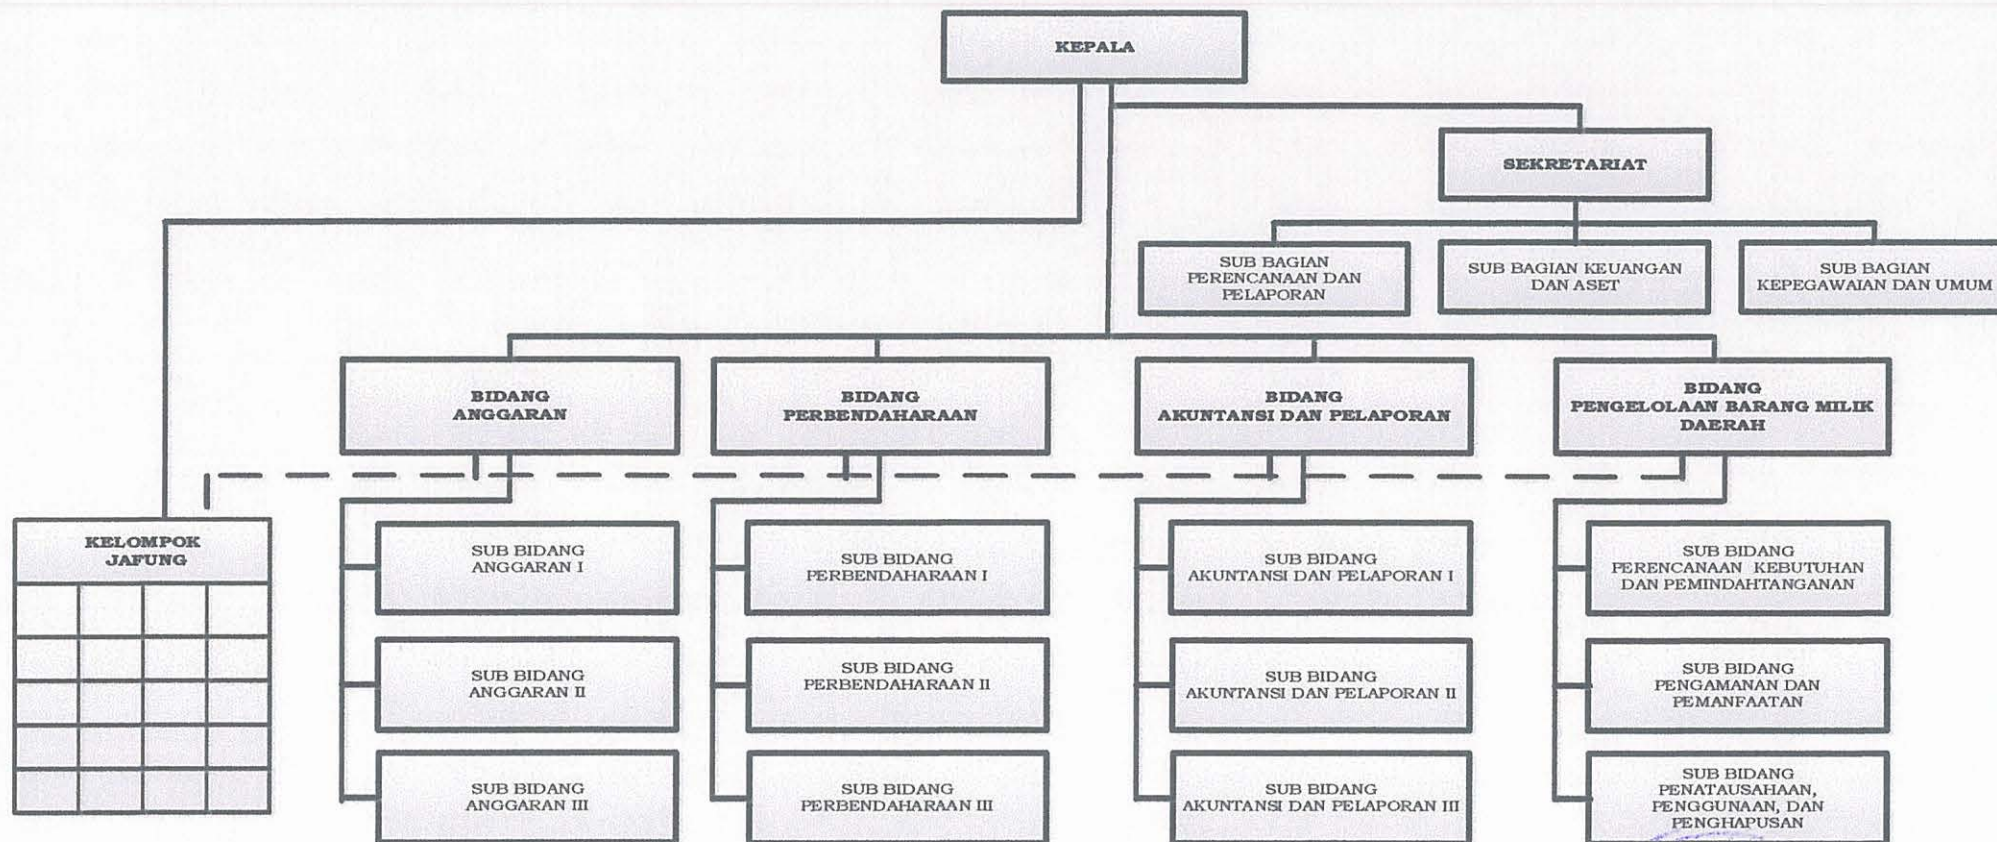 KEPALA
SEKRETARIAT
SUB BAGIAN
PERENCANAAN DAN
PELAPORAN
SUB BAGIAN KEUANGAN
DAN ASET
SUB BAGIAN
KEPEGAWAIAN DAN UMUM
BIDANG
ANGGARAN
BIDANG
PERBENDAHARAAN
BIDANG
AKUNTANSI DAN PELAPORAN
BIDANG
PENGELOLAAN BARANG MILIK
DAERAH
KELOMPOK
JAFUNG
SUB BIDANG
ANGGARAN I
SUB BIDANG
ANGGARAN II
SUB BIDANG
ANGGARAN III
SUB BIDANG
PERBENDAHARAAN I
SUB BIDANG
PERBENDAHARAAN II
SUB BIDANG
PERBENDAHARAAN III
SUB BIDANG
AKUNTANSI DAN PELAPORAN I
SUB BIDANG
AKUNTANSI DAN PELAPORAN II
SUB BIDANG
AKUNTANSI DAN PELAPORAN III
SUB BIDANG
PERENCANAAN KEBUTUHAN
DAN PEMINDAHTANGANAN
SUB BIDANG
PENGAMANAN DAN
PEMANFAATAN
SUB BIDANG
PENATAUSAHAAN,
PENGGUNAAN, DAN
PENGHAPUSAN